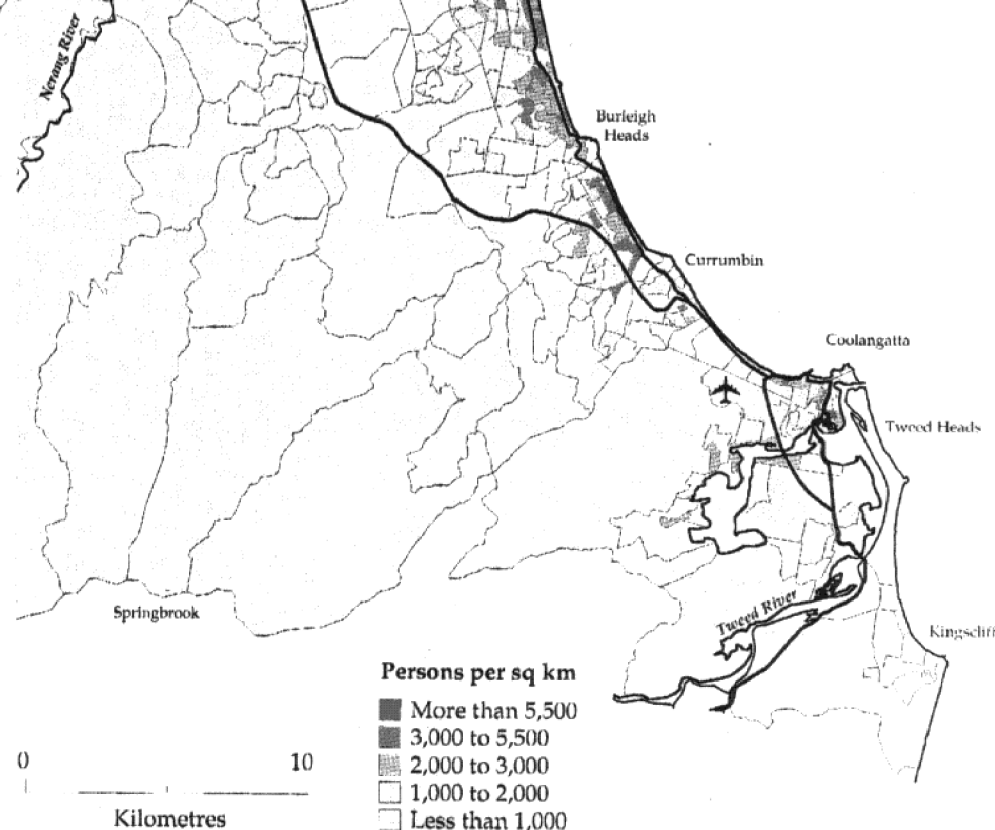 Nerang River
Burleigh
Heads
Currumbin
Coolangatta
Tweed Heads
Springbrook
Tweed River
Kingscliff
Persons per sq km
More than 5,500
3,000 to 5,500
2,000 to 3,000
1,000 to 2,000
Less than 1,000
0 10
Kilometres